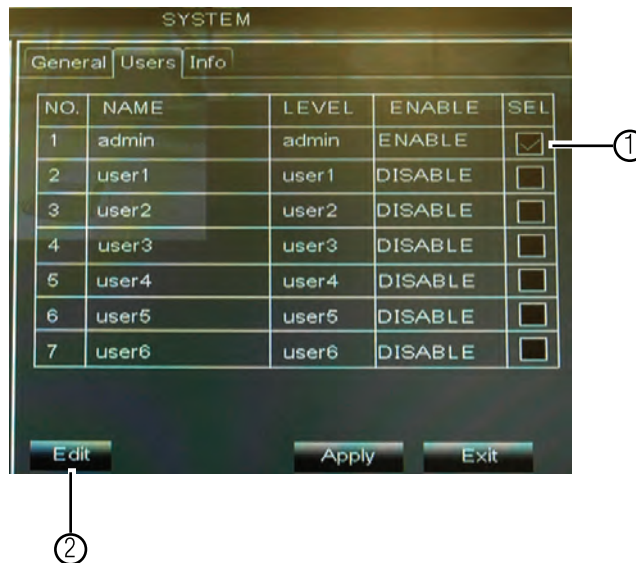 SYSTEM
General Users Info
NO. NAME LEVEL ENABLE SEL
1 admin admin ENABLE
2 user1 user1 DISABLE
3 user2 user2 DISABLE
4 user3 user3 DISABLE
5 user4 user4 DISABLE
6 user5 user5 DISABLE
7 user6 user6 DISABLE
Edit Apply Exit
1
2